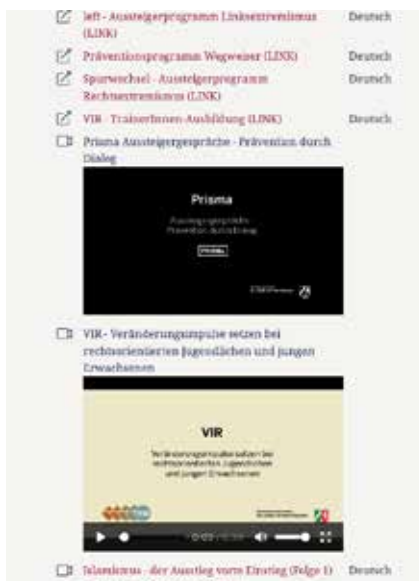 left - Aussteigerprogramm Linksextremismus Deutsch
(LINK)
Präventionsprogramm Wegweiser (LINK) Deutsch
Spurwechsel - Aussteigerprogramm Deutsch
Rechtsextremismus (LINK)
VIR - TrainerInnen-Ausbildung (LINK) Deutsch
Prisma Aussteigergespräche - Prävention durch
Dialog
Prisma
Aussteigergespräche
Prävention durch Dialog
VIR - Veränderungsimpulse setzen bei
rechtsorientierten Jugendlichen und jungen
Erwachsenen
VIR
Veränderungsimpulse setzen bei
rechtsorientierten Jugendlichen
und jungen Erwachsenen
Islamismus - der Ausstieg vorm Einstieg (Folge 1) Deutsch